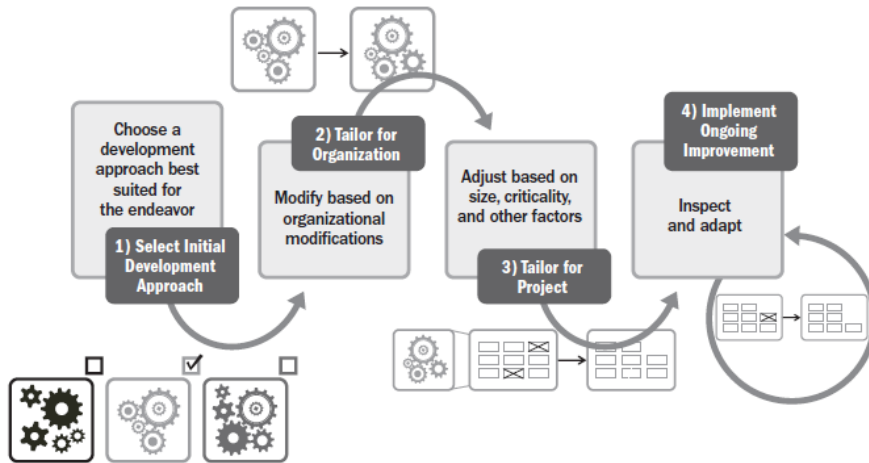 Choose a
development
approach best
suited for
the endeavor
1) Select Initial
Development
Approach
2) Tailor for
Organization
Modify based on
organizational
modifications
Adjust based on
size, criticality,
and other factors
3) Tailor for
Project
4) Implement
Ongoing
Improvement
Inspect
and adapt